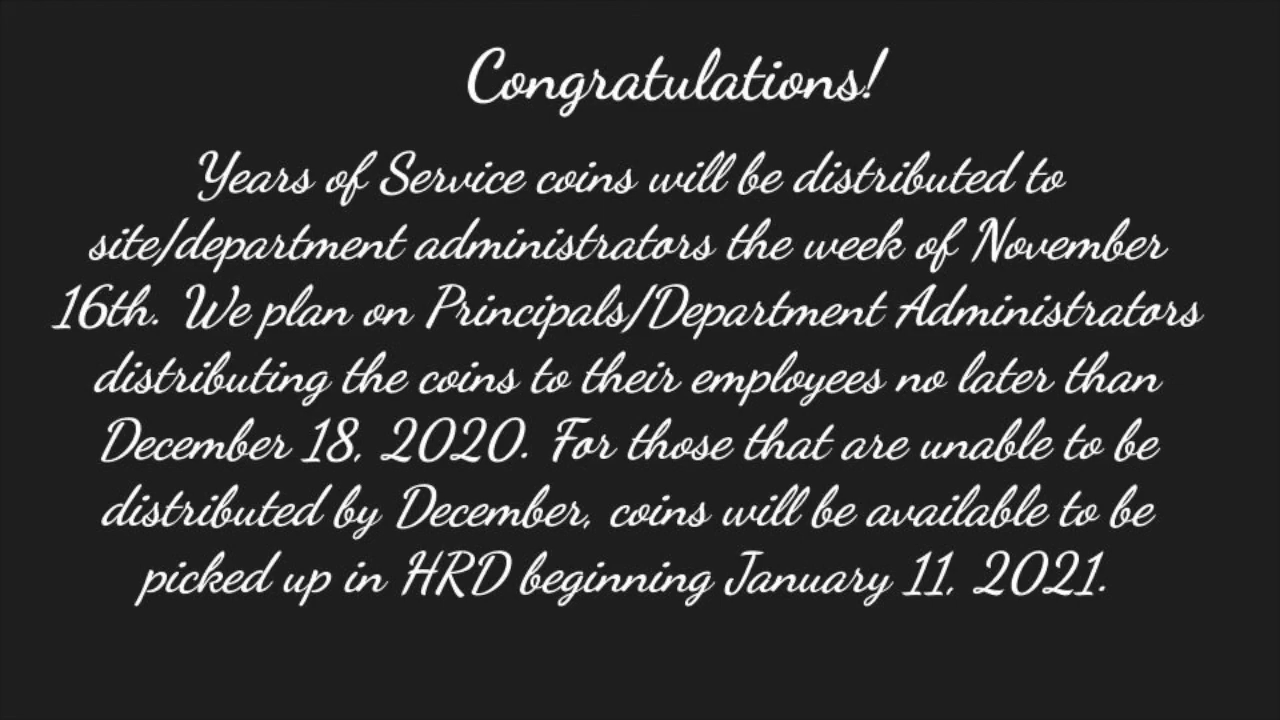 Congratulations!
Years of Service coins will be distributed to
site/department administrators the week of November
16th. We plan on Principals/Department Administrators
distributing the coins to their employees no later than
December 18, 2020. For those that are unable to be
distributed by December, coins will be available to be
picked up in HRD beginning January 11, 2021.